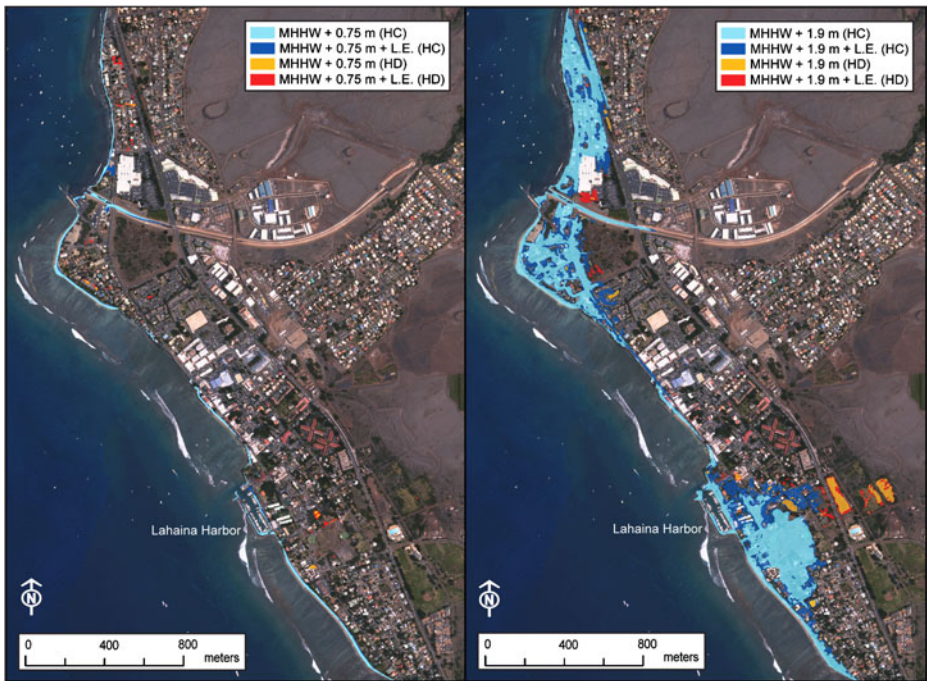 MHHW + 0.75 m (HC)
MHHW + 0.75 m + L.E. (HC)
MHHW + 0.75 m (HD)
MHHW + 0.75 m + L.E. (HD)
Lahaina Harbor
N
0 400 800
meters
MHHW + 1.9 m (HC)
MHHW + 1.9 m + L.E. (HC)
MHHW + 1.9 m (HD)
MHHW + 1.9 m + L.E. (HD)
Lahaina Harbor
N
0 400 800
meters